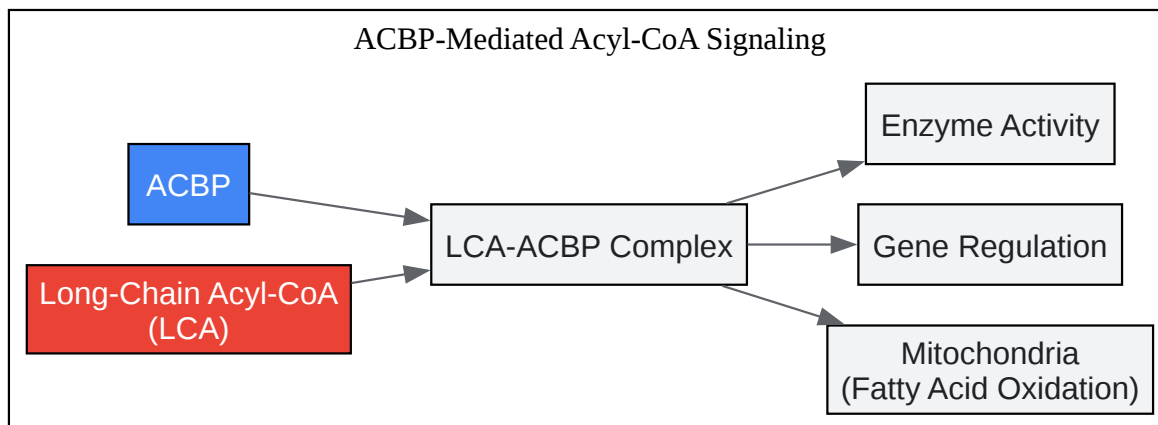 ACBP-Mediated Acyl-CoA Signaling
ACBP
Long-Chain Acyl-CoA
(LCA)
LCA-ACBP Complex
Enzyme Activity
Gene Regulation
Mitochondria
(Fatty Acid Oxidation)